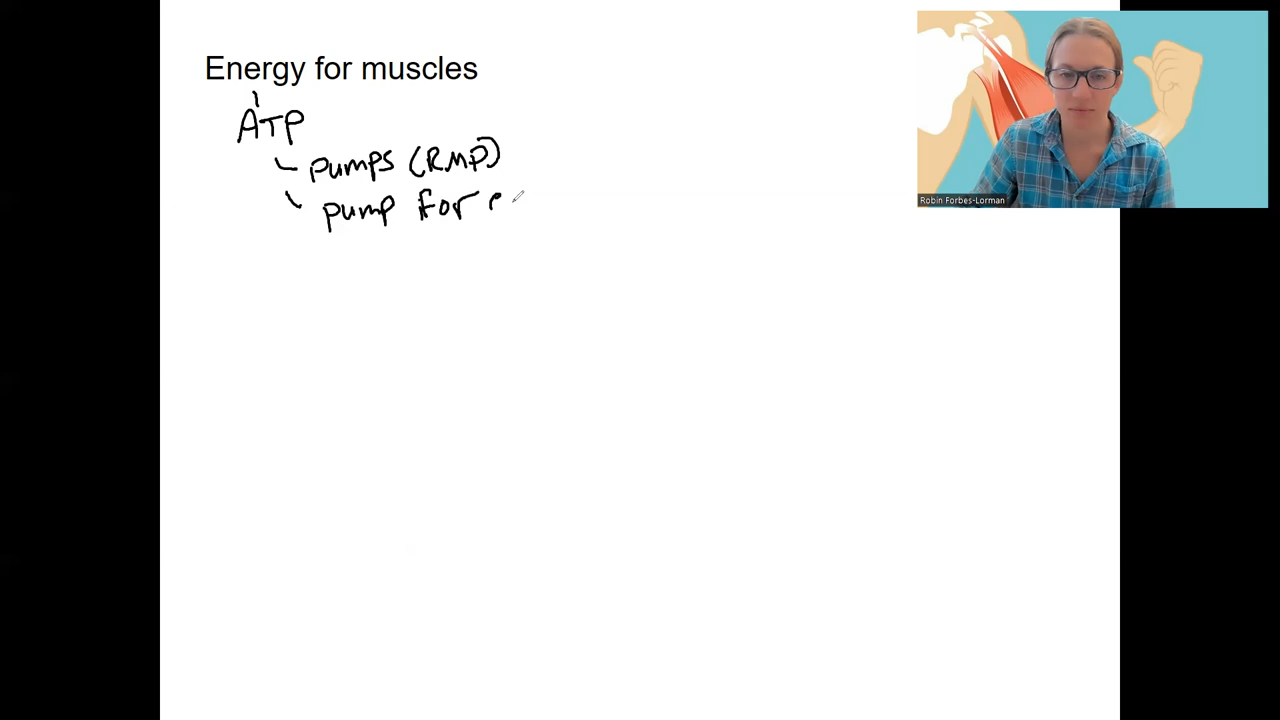 Energy for muscles
ATP
pumps (RMP)
pump for
Robin Forbes-Lorman